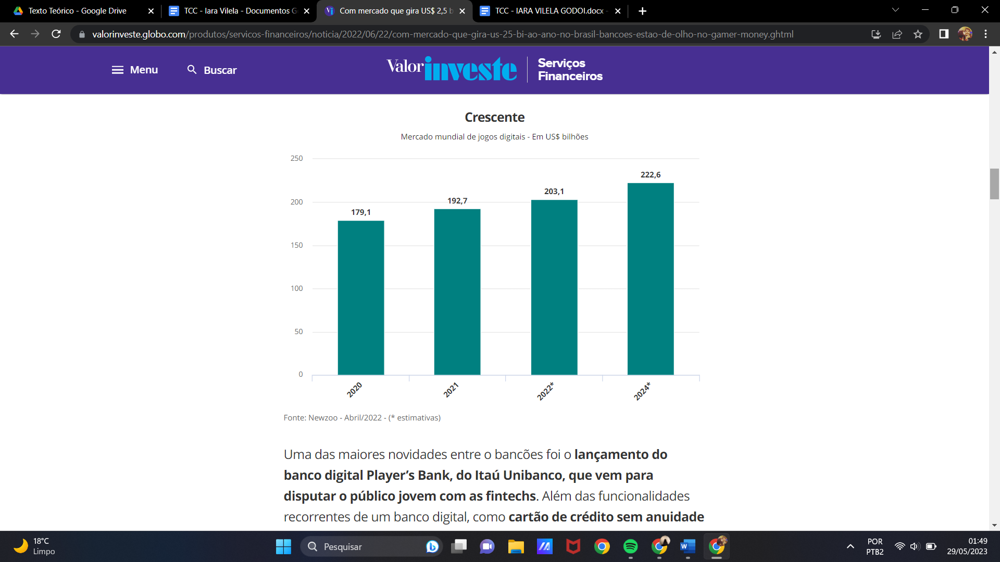 Texto Teórico - Google Drive
TCC - Iara Vilela - Documentos G
Com mercado que gira US$ 2,5 b
TCC - IARA VILELA GODOI.docx -
valorinveste.globo.com/produtos/servicos-financeiros/noticia/2022/06/22/com-mercado-que-gira-us-25-bi-ao-ano-no-brasil-bancoes-estao-de-olho-no-gamer-money.ghtml
Menu
Buscar
Valor investe
Serviços
Financeiros
Crescente
Mercado mundial de jogos digitais - Em US$ bilhões
250
200
150
100
50
0
179,1
192,7
203,1
222,6
2020
2021
2022*
2024*
Fonte: Newzoo - Abril/2022 - (* estimativas)
Uma das maiores novidades entre o bancões foi o lançamento do
banco digital Player’s Bank, do Itaú Unibanco, que vem para
disputar o público jovem com as fintechs. Além das funcionalidades
recorrentes de um banco digital, como cartão de crédito sem anuidade
18°C
Limpo
Pesquisar
POR
PTB2
01:49
29/05/2023